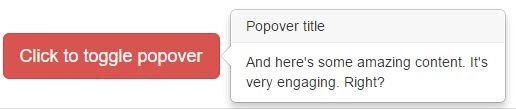 Click to toggle popover
Popover title
And here's some amazing content. It's
very engaging. Right?